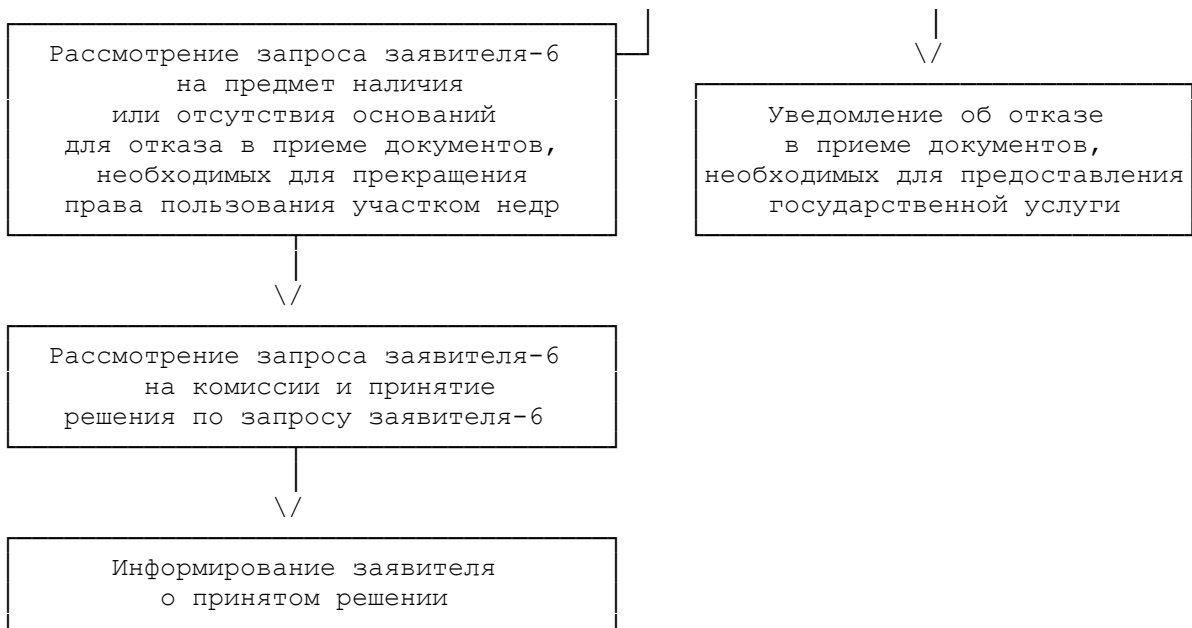 Рассмотрение запроса заявителя-6
на предмет наличия
или отсутствия оснований
для отказа в приеме документов,
необходимых для прекращения
права пользования участком недр
Уведомление об отказе
в приеме документов,
необходимых для предоставления
государственной услуги
Рассмотрение запроса заявителя-6
на комиссии и принятие
решения по запросу заявителя-6
Информирование заявителя
о принятом решении